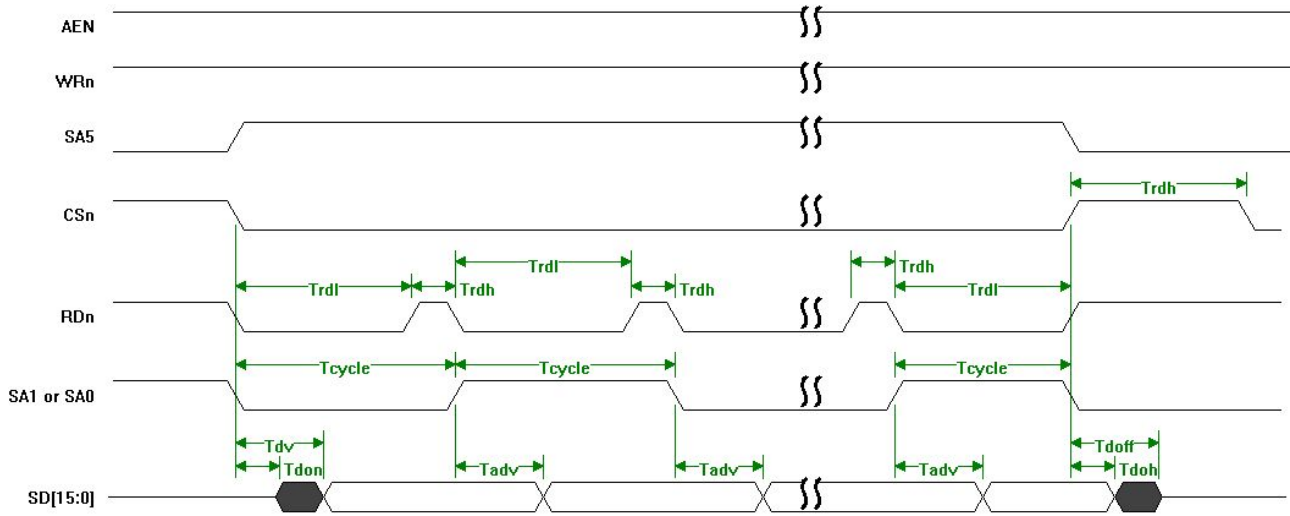 AEN
WRn
SA5
CSn
Trdh
RDn
Trdl
Trdh
Trdl
Trdh
Trdh
Trdl
SA1 or SA0
Tcycle
Tcycle
Tcycle
SD[15:0]
Tdv
Tdon
Tadv
Tadv
Tadv
Tdoff
Tdoh